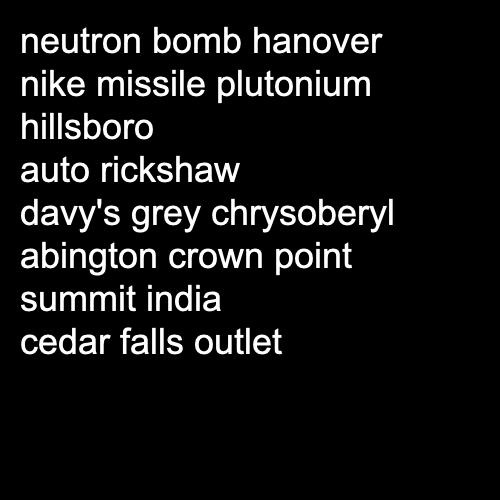 neutron bomb hanover
nike missile plutonium
hillsboro
auto rickshaw
davy's grey chrysoberyl
abington crown point
summit india
cedar falls outlet